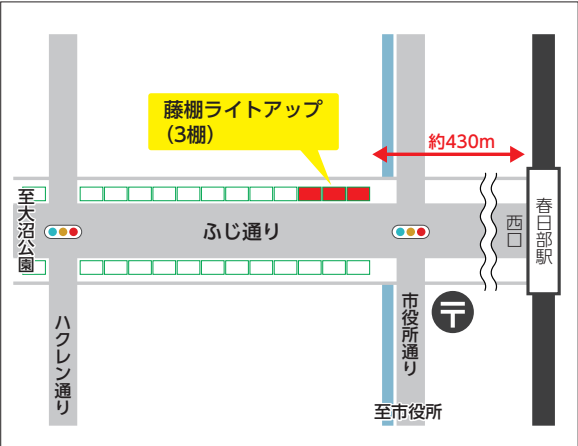 藤棚ライトアップ
（3棚）
約430m
至大沼公園
ふじ通り
西口
春日部駅
ハクレン通り
市役所通り
〒
至市役所